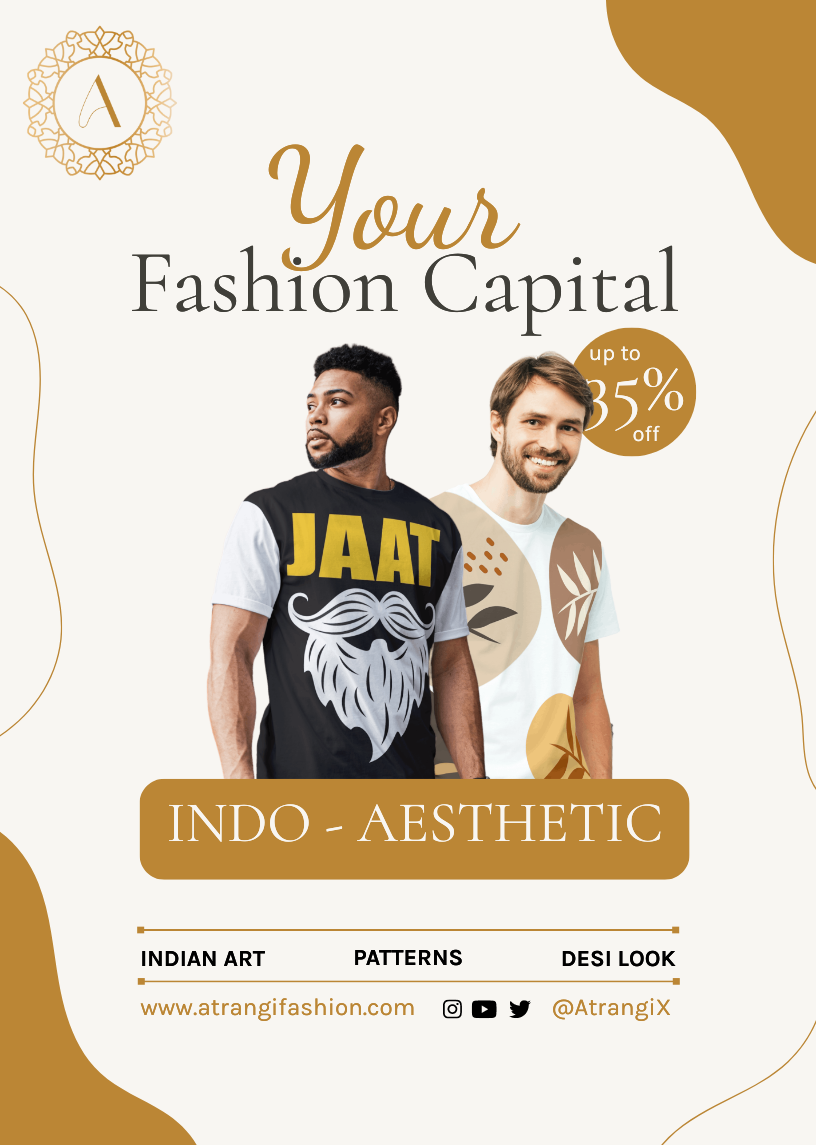 A
Your
Fashion Capital
up to
35%
off
JAAT
INDO - AESTHETIC
INDIAN ART PATTERNS DESI LOOK
www.atrangifashion.com @AtrangiX